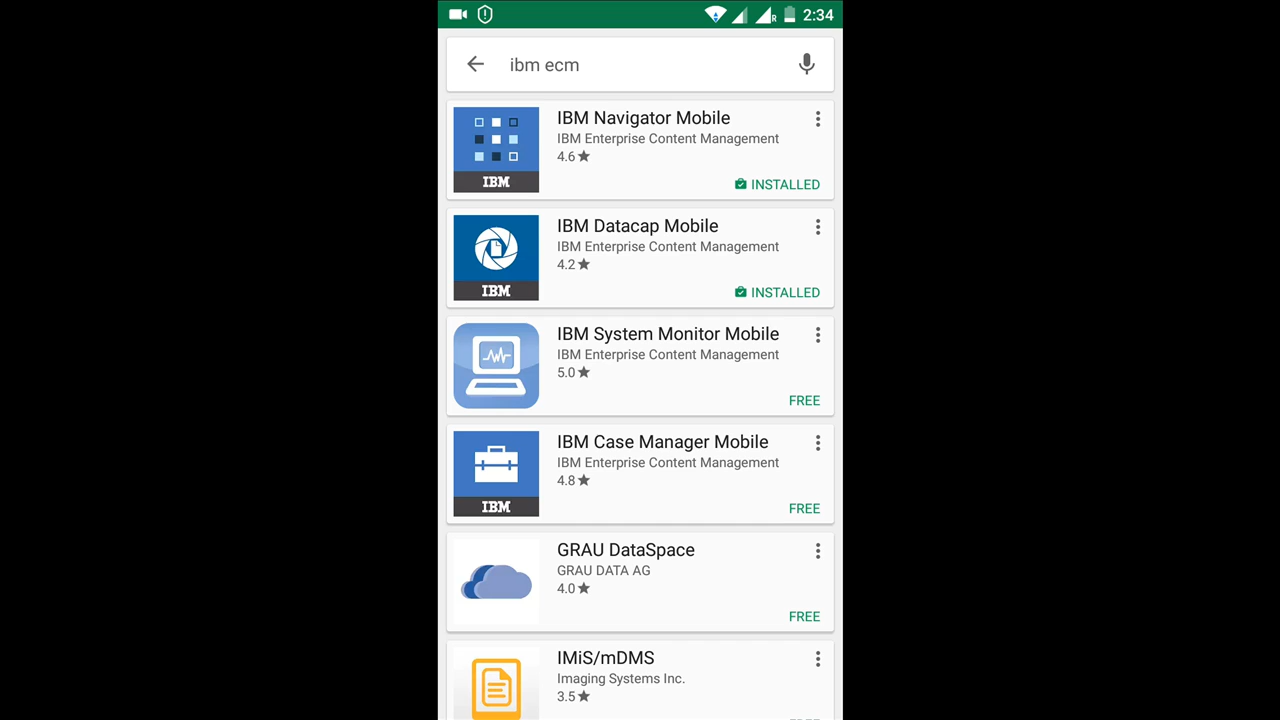 R 2:34
ibm ecm
IBM Navigator Mobile
IBM Enterprise Content Management
4.6
IBM
INSTALLED
IBM Datacap Mobile
IBM Enterprise Content Management
4.2
IBM
INSTALLED
IBM System Monitor Mobile
IBM Enterprise Content Management
5.0
FREE
IBM Case Manager Mobile
IBM Enterprise Content Management
4.8
IBM
FREE
GRAU DataSpace
GRAU DATA AG
4.0
FREE
IMiS/mDMS
Imaging Systems Inc.
3.5